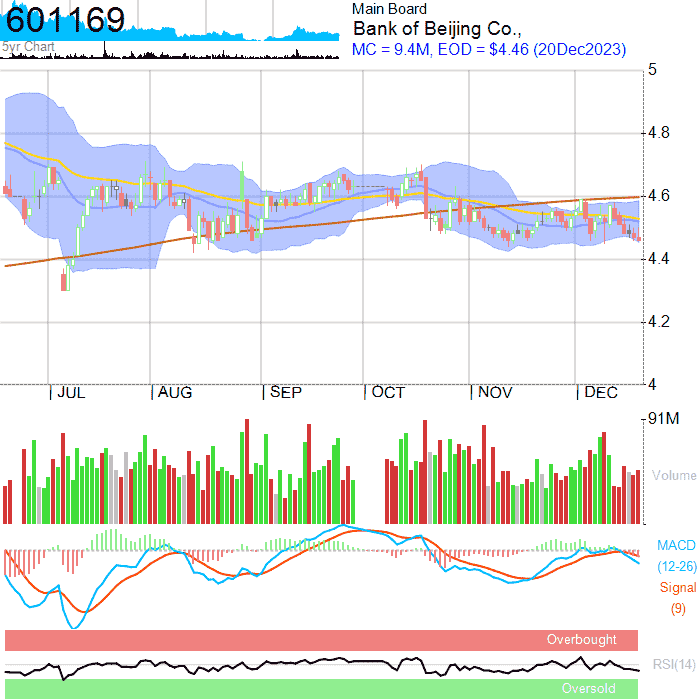 601169
5yr Chart
Main Board
Bank of Beijing Co.,
MC = 9.4M, EOD = $4.46 (20Dec2023)
5
4.8
4.6
4.4
4.2
4
JUL
AUG
SEP
OCT
NOV
DEC
91M
Volume
MACD
(12-26)
Signal
(9)
Overbought
RSI(14)
Oversold